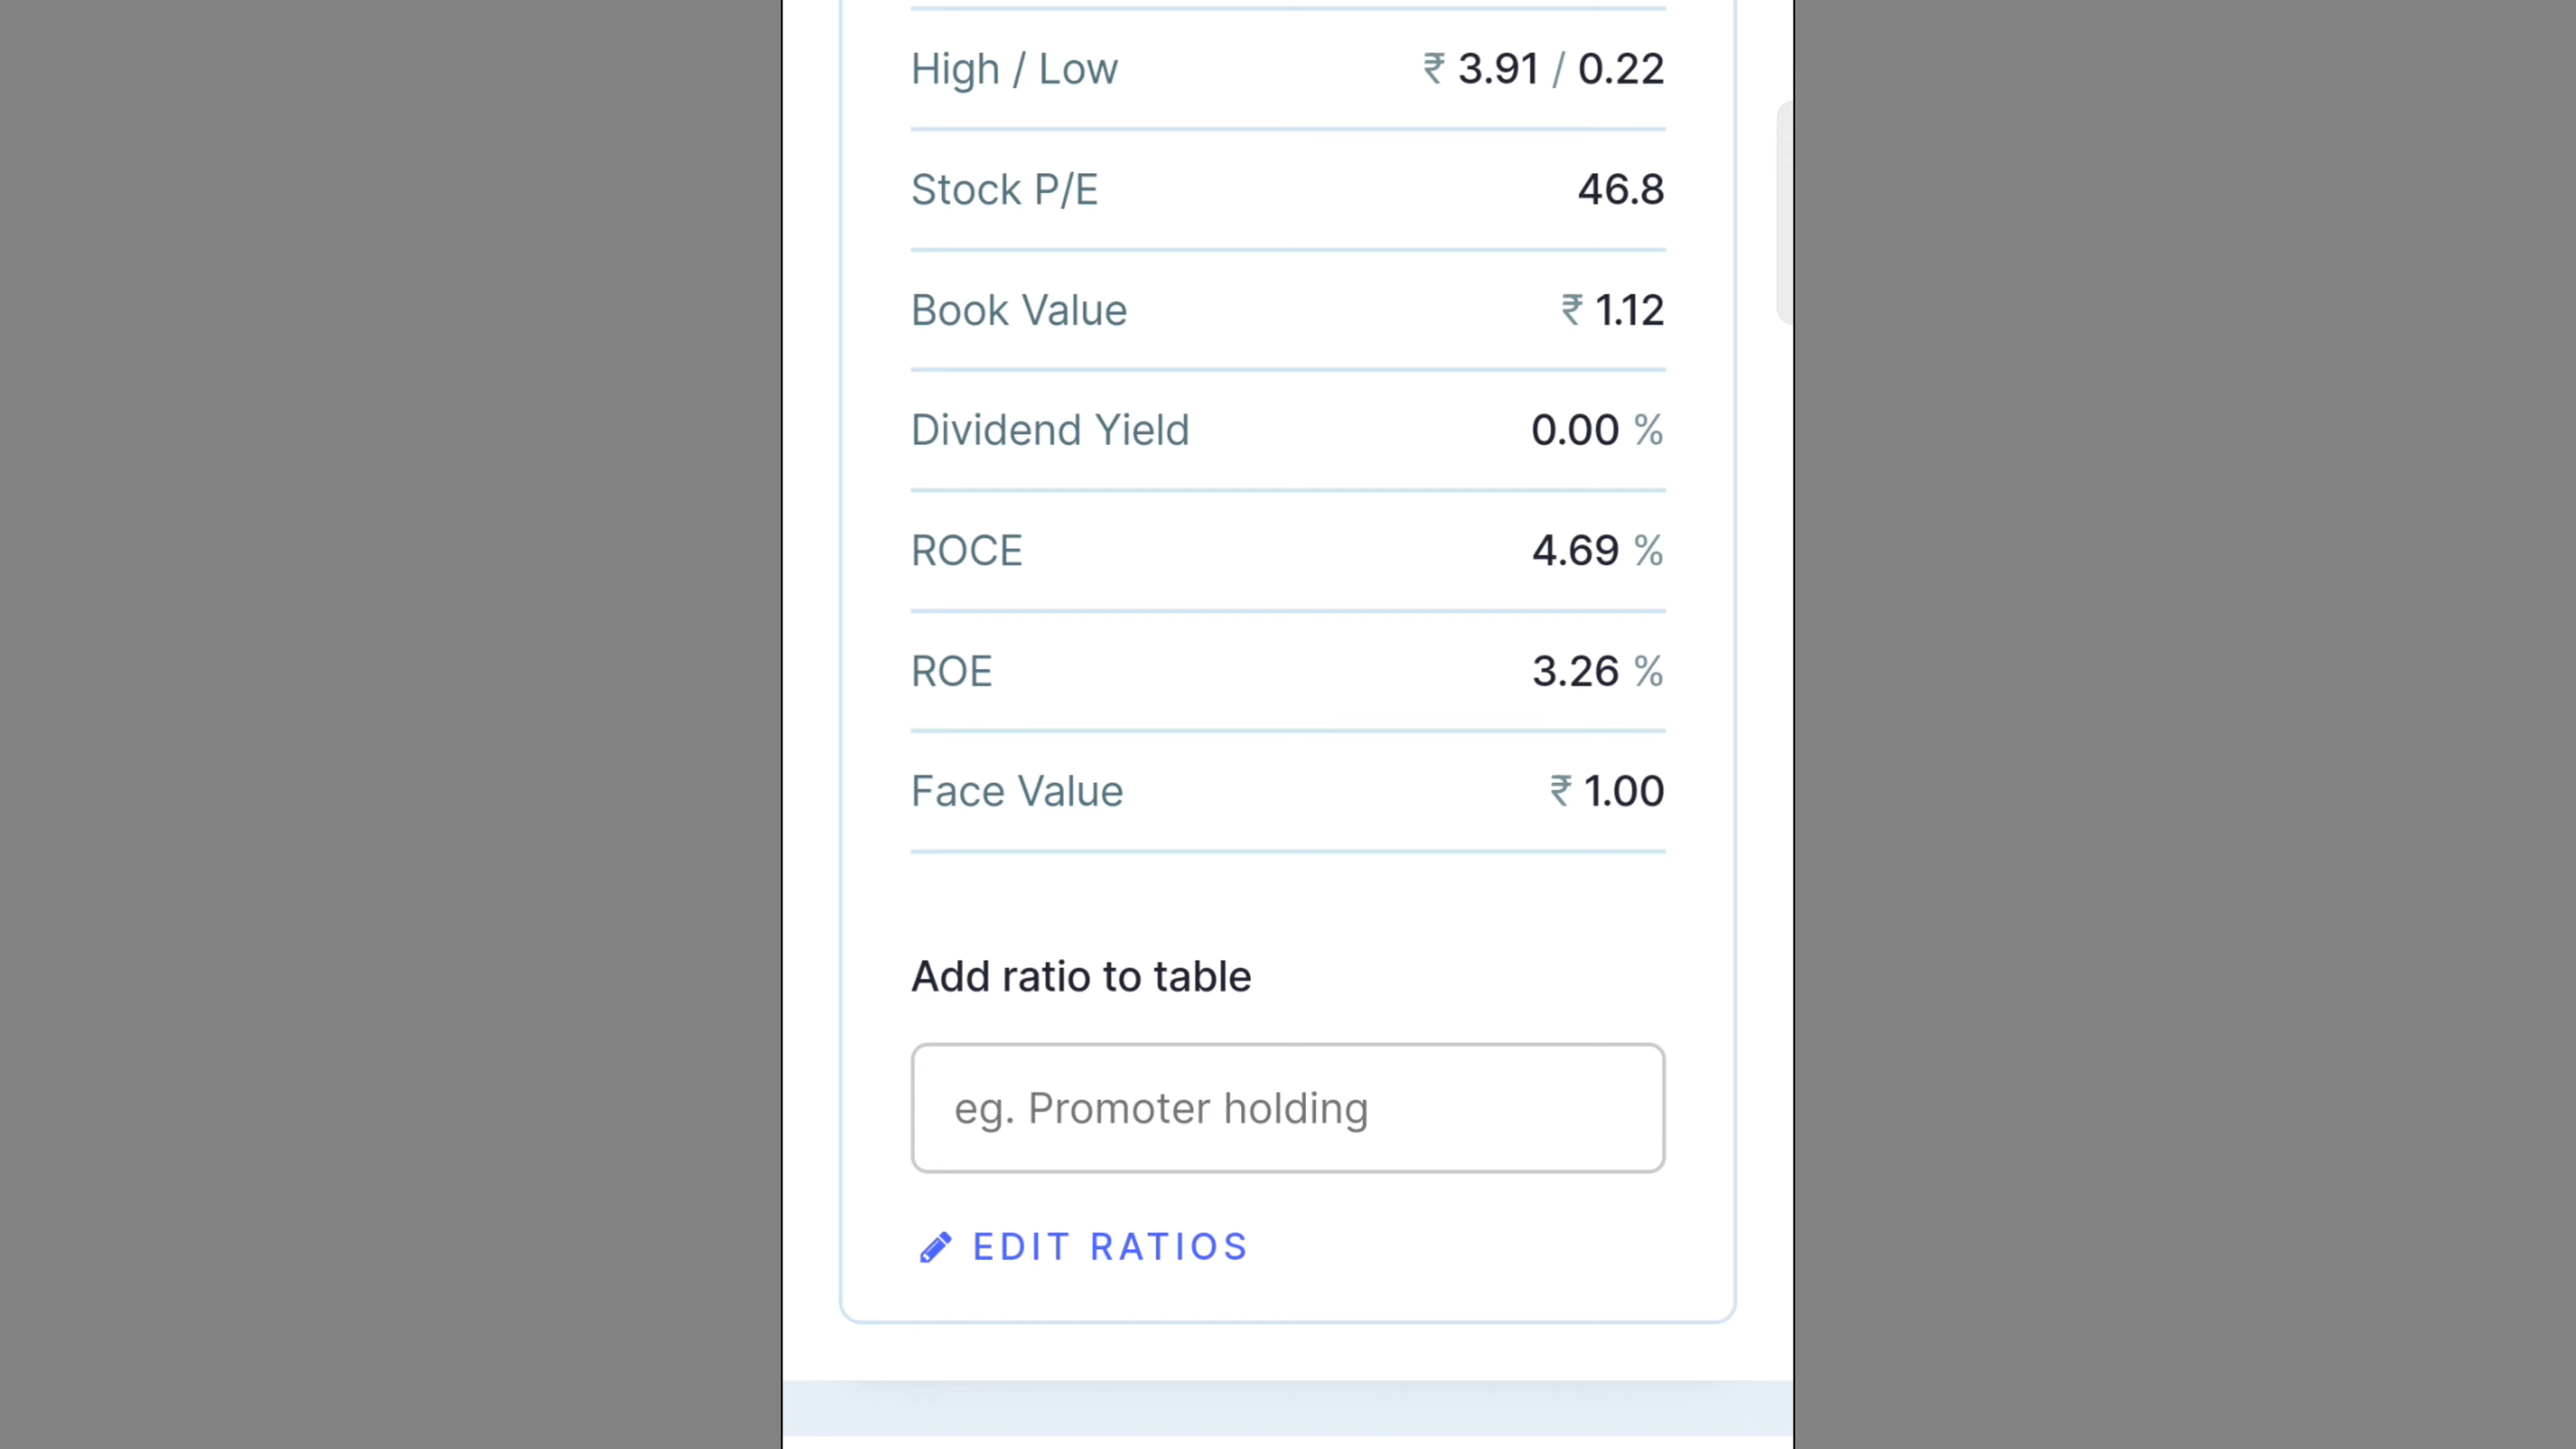 High / Low ₹ 3.91 / 0.22
Stock P/E 46.8
Book Value ₹ 1.12
Dividend Yield 0.00 %
ROCE 4.69 %
ROE 3.26 %
Face Value ₹ 1.00
Add ratio to table
eg. Promoter holding
EDIT RATIOS